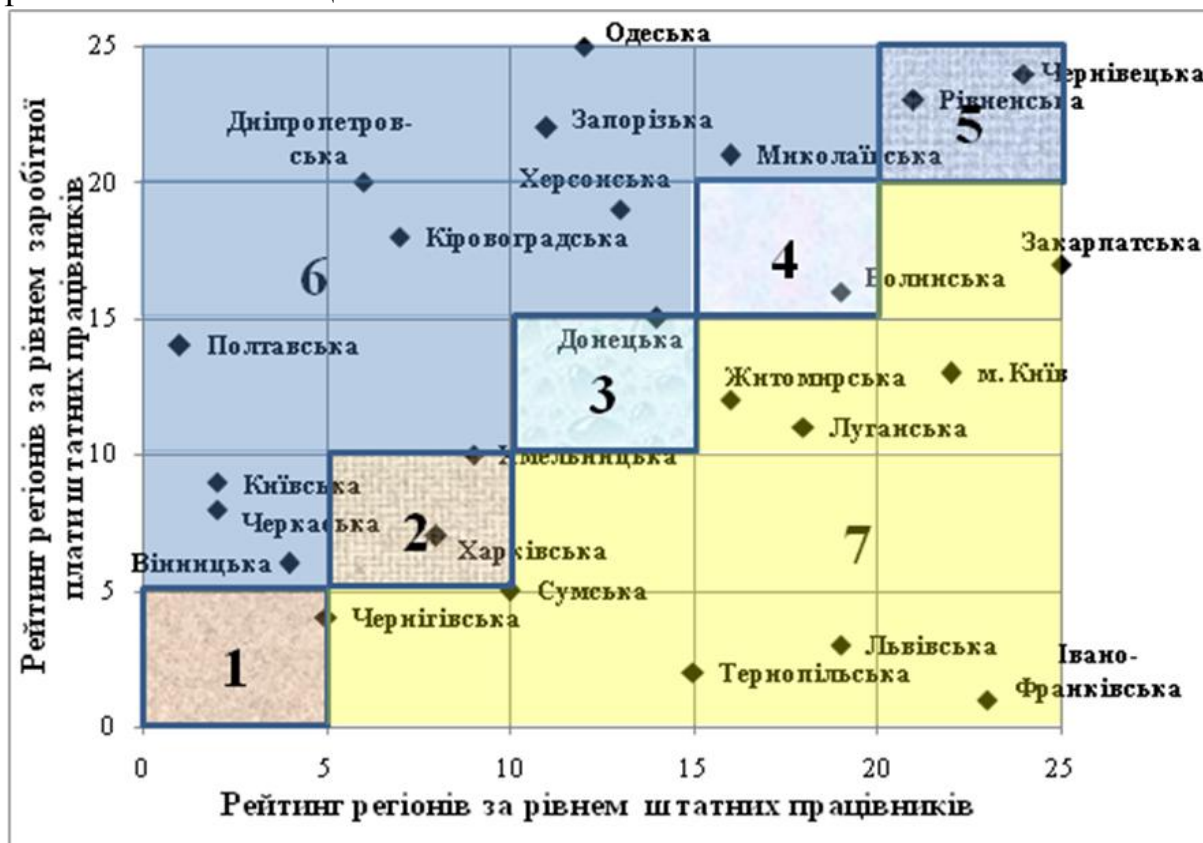 25
20
15
10
5
0
0
5
10
15
20
25
Рейтинг регіонів за рівнем заробітної
плати штатних працівників
Рейтинг регіонів за рівнем штатних працівників
Одеська
Чернівецька
Рівненська
5
Дніпропетров-
ська
Запорізька
Миколаївська
Херсонська
Кіровоградська
Закарпатська
6
4
Волинська
Полтавська
Донецька
3
Житомирська
м. Київ
Луганська
Хмельницька
Київська
Черкаська
2
Харківська
7
Вінницька
Сумська
Чернігівська
1
Львівська
Тернопільська
Івано-
Франківська